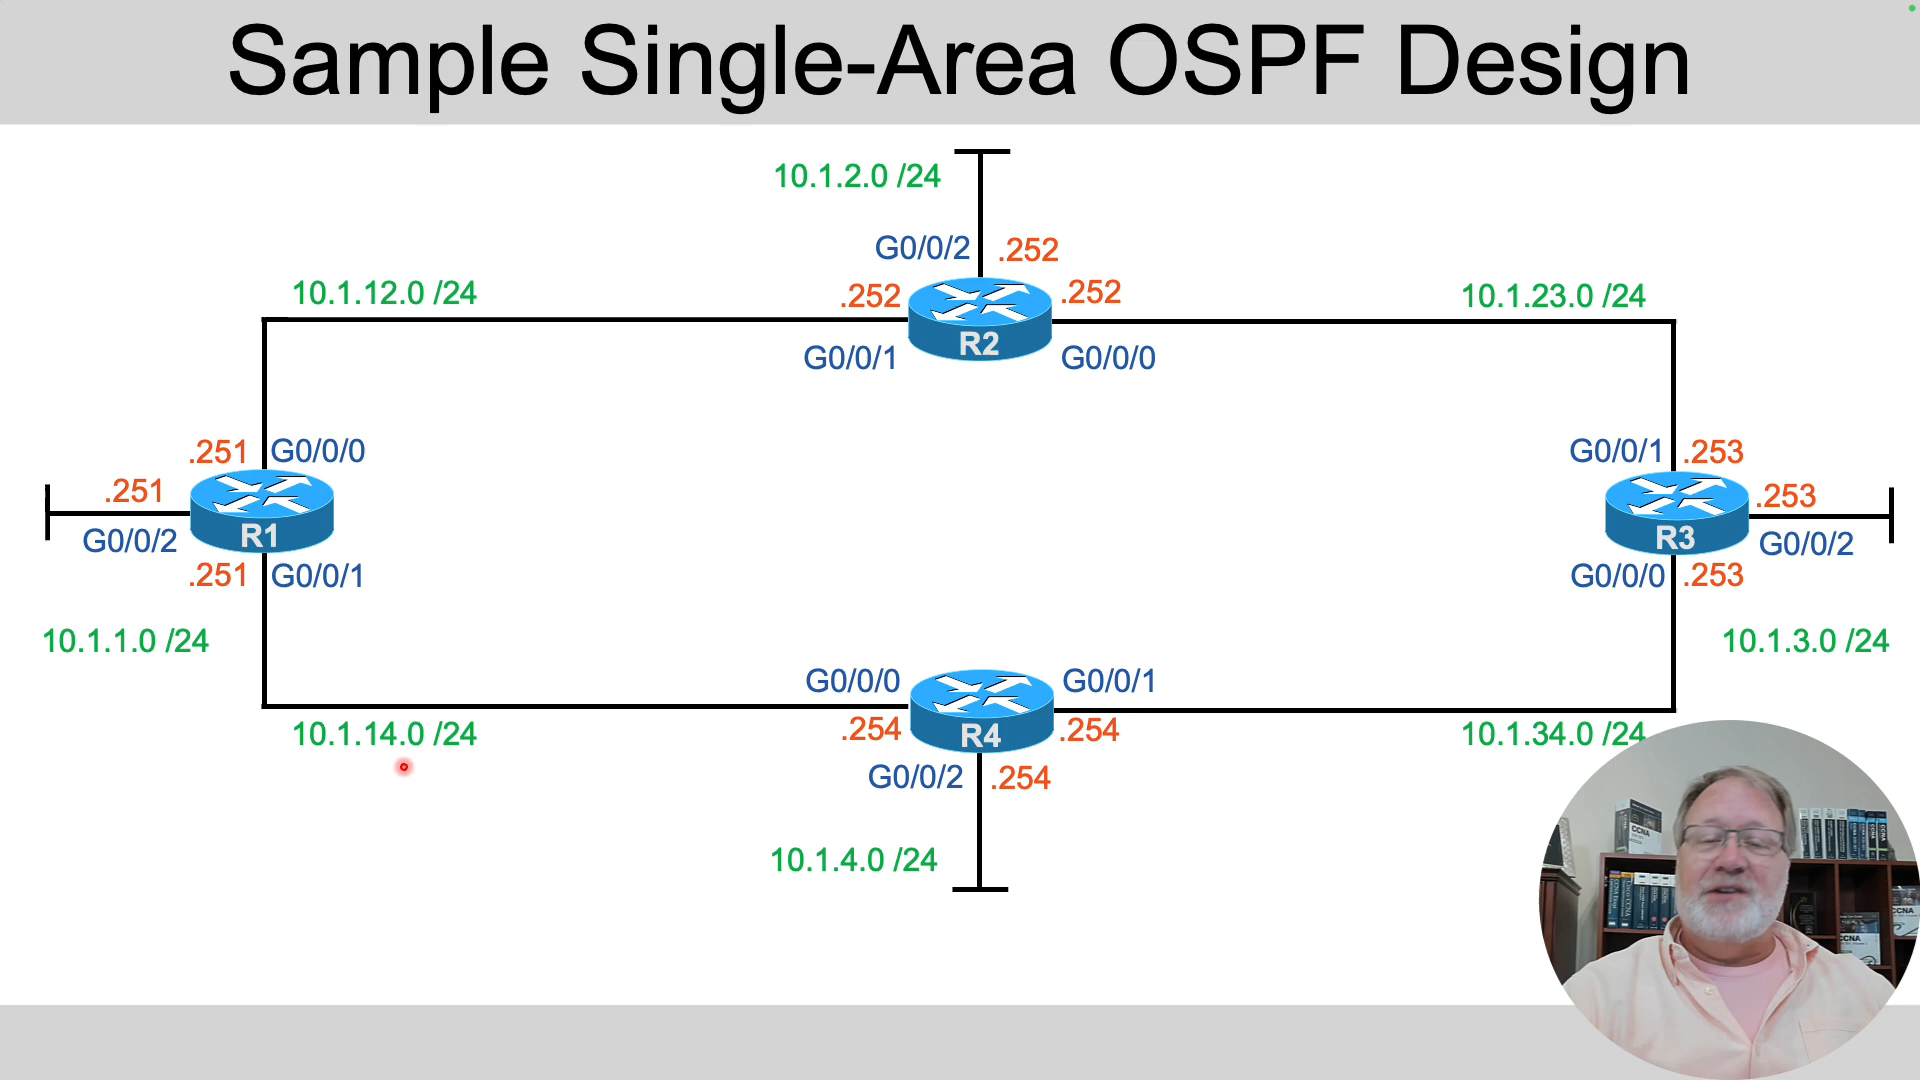 Sample Single-Area OSPF Design
10.1.2.0 /24
G0/0/2 .252
10.1.12.0 /24
.252
.252
10.1.23.0 /24
R2
G0/0/1
G0/0/0
.251 G0/0/0
G0/0/1 .253
.251
.253
R1
R3
G0/0/2
G0/0/2
.251 G0/0/1
G0/0/0 .253
10.1.1.0 /24
10.1.3.0 /24
G0/0/0
G0/0/1
10.1.14.0 /24
.254
R4
.254
10.1.34.0 /24
G0/0/2 .254
10.1.4.0 /24
CCNA
CCNA
CCNA